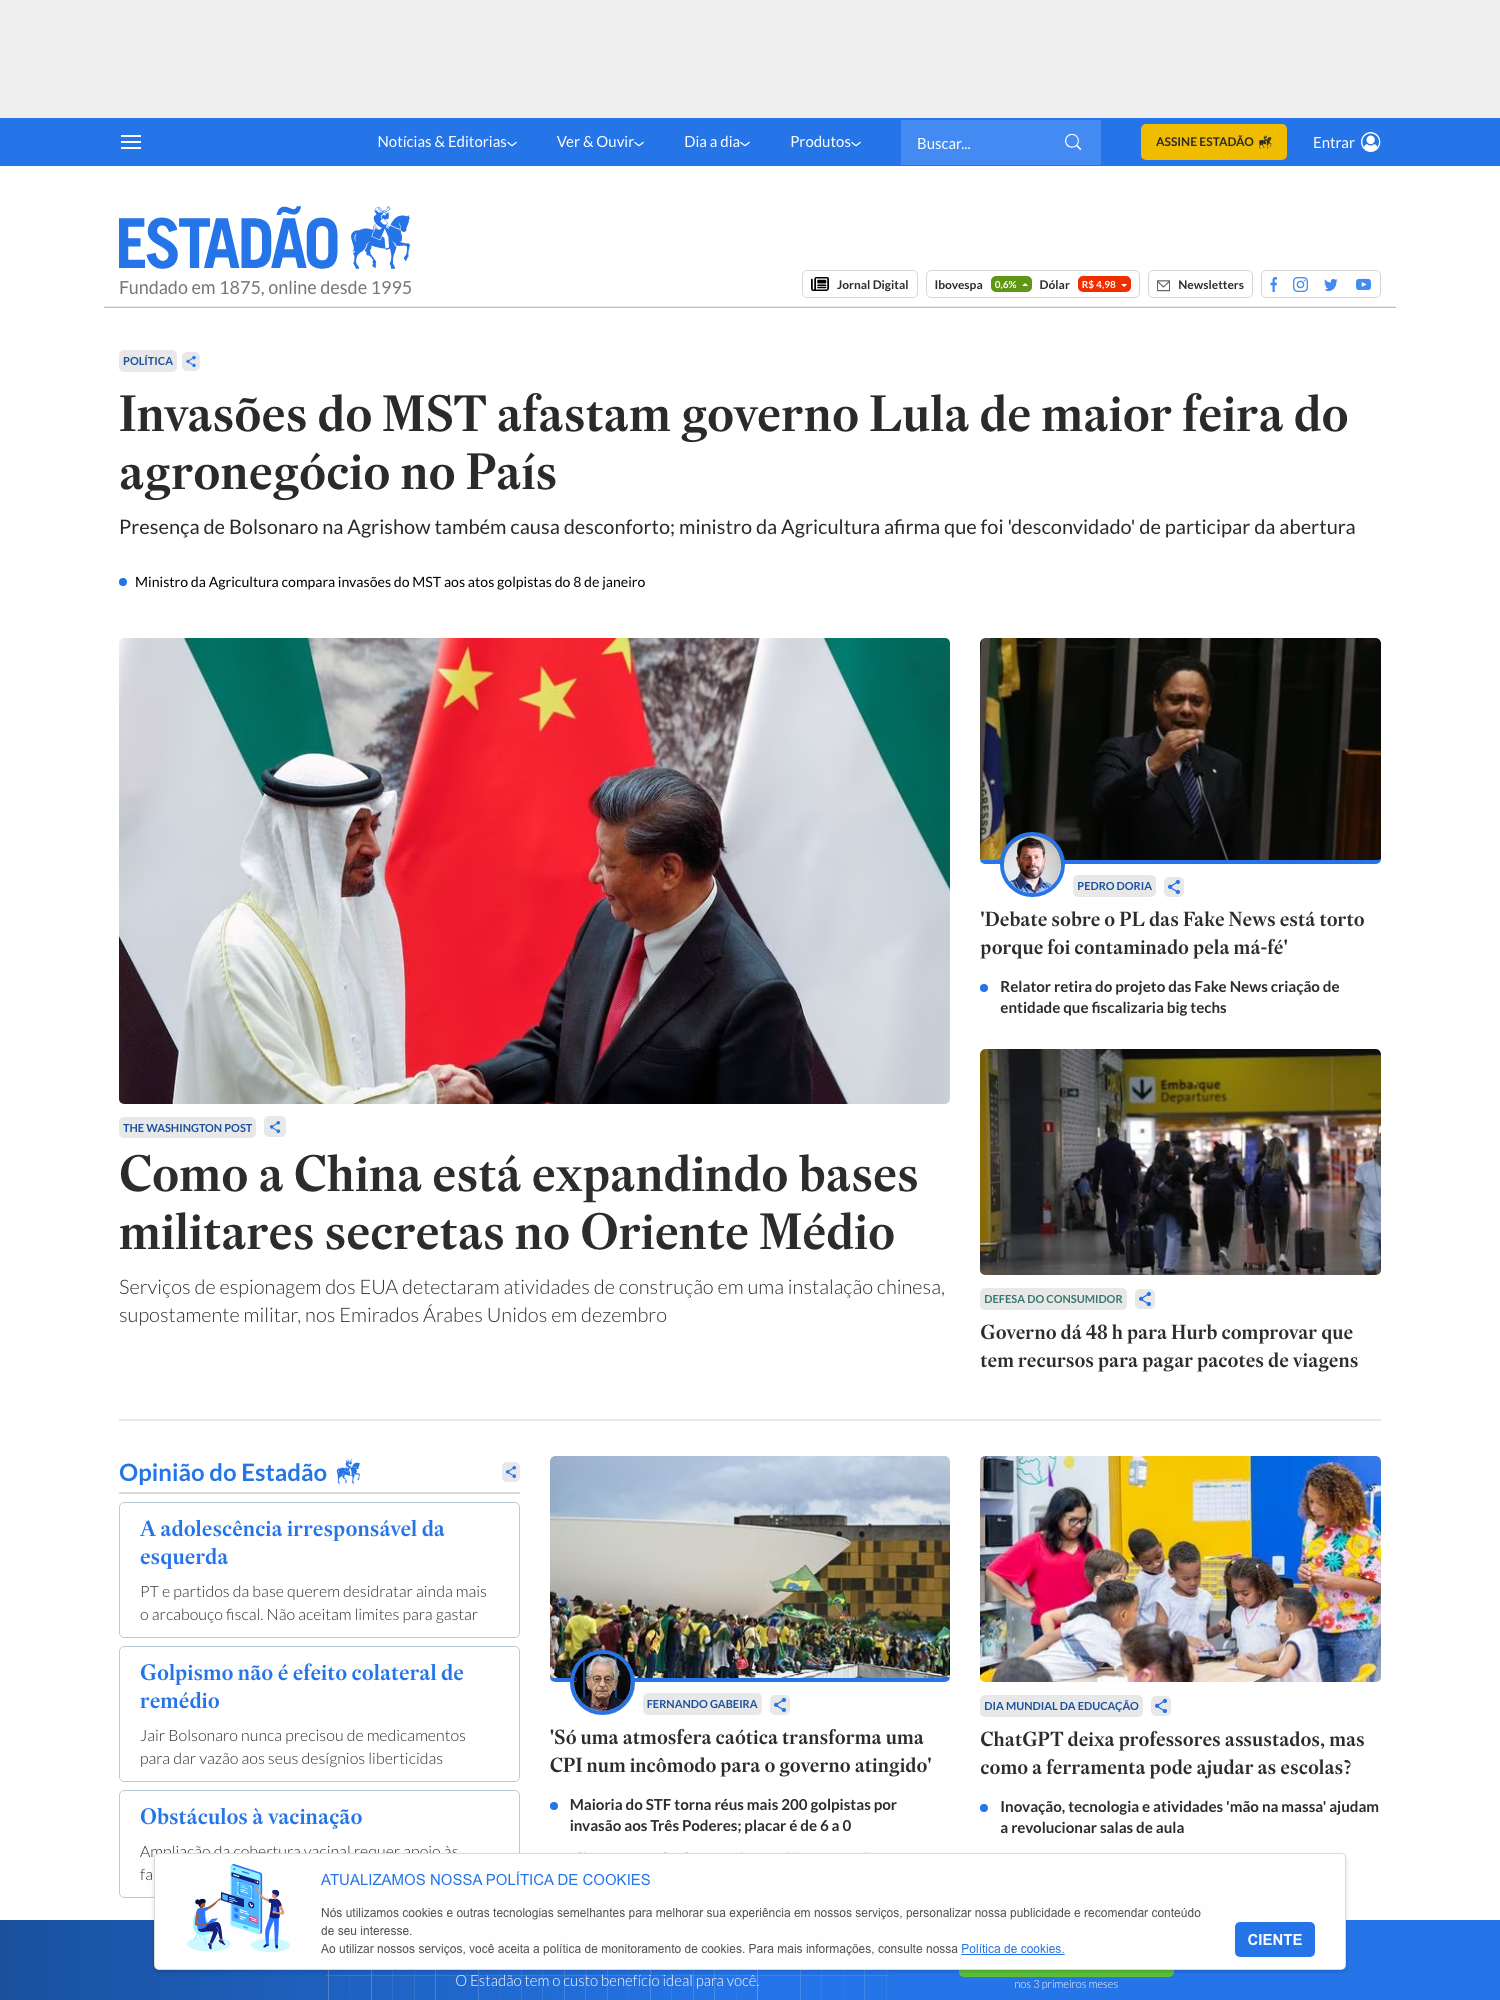 Notícias & Editorias
Ver & Ouvir
Dia a dia
Produtos
Buscar...
ASSINE ESTADÃO
Entrar
ESTADÃO
Fundado em 1875, online desde 1995
Jornal Digital
Ibovespa 0,6% Dólar R$ 4,98
Newsletters
POLÍTICA
Invasões do MST afastam governo Lula de maior feira do
agronegócio no País
Presença de Bolsonaro na Agrishow também causa desconforto; ministro da Agricultura afirma que foi 'desconvidado' de participar da abertura
Ministro da Agricultura compara invasões do MST aos atos golpistas do 8 de janeiro
THE WASHINGTON POST
Como a China está expandindo bases
militares secretas no Oriente Médio
Serviços de espionagem dos EUA detectaram atividades de construção em uma instalação chinesa,
supostamente militar, nos Emirados Árabes Unidos em dezembro
PEDRO DORIA
'Debate sobre o PL das Fake News está torto
porque foi contaminado pela má-fé'
Relator retira do projeto das Fake News criação de
entidade que fiscalizaria big techs
Embarque
Departures
DEFESA DO CONSUMIDOR
Governo dá 48 h para Hurb comprovar que
tem recursos para pagar pacotes de viagens
Opinião do Estadão
A adolescência irresponsável da
esquerda
PT e partidos da base querem desidratar ainda mais
o arcabouço fiscal. Não aceitam limites para gastar
Golpismo não é efeito colateral de
remédio
Jair Bolsonaro nunca precisou de medicamentos
para dar vazão aos seus desígnios liberticidas
Obstáculos à vacinação
Ampliação da cobertura vacinal requer apoio às
fa
FERNANDO GABEIRA
'Só uma atmosfera caótica transforma uma
CPI num incômodo para o governo atingido'
Maioria do STF torna réus mais 200 golpistas por
invasão aos Três Poderes; placar é de 6 a 0
DIA MUNDIAL DA EDUCAÇÃO
ChatGPT deixa professores assustados, mas
como a ferramenta pode ajudar as escolas?
Inovação, tecnologia e atividades 'mão na massa' ajudam
a revolucionar salas de aula
ATUALIZAMOS NOSSA POLÍTICA DE COOKIES
Nós utilizamos cookies e outras tecnologias semelhantes para melhorar sua experiência em nossos serviços, personalizar nossa publicidade e recomendar conteúdo
de seu interesse.
Ao utilizar nossos serviços, você aceita a política de monitoramento de cookies. Para mais informações, consulte nossa Política de cookies.
CIENTE
O Estadão tem o custo benefício ideal para você.
nos 3 primeiros meses